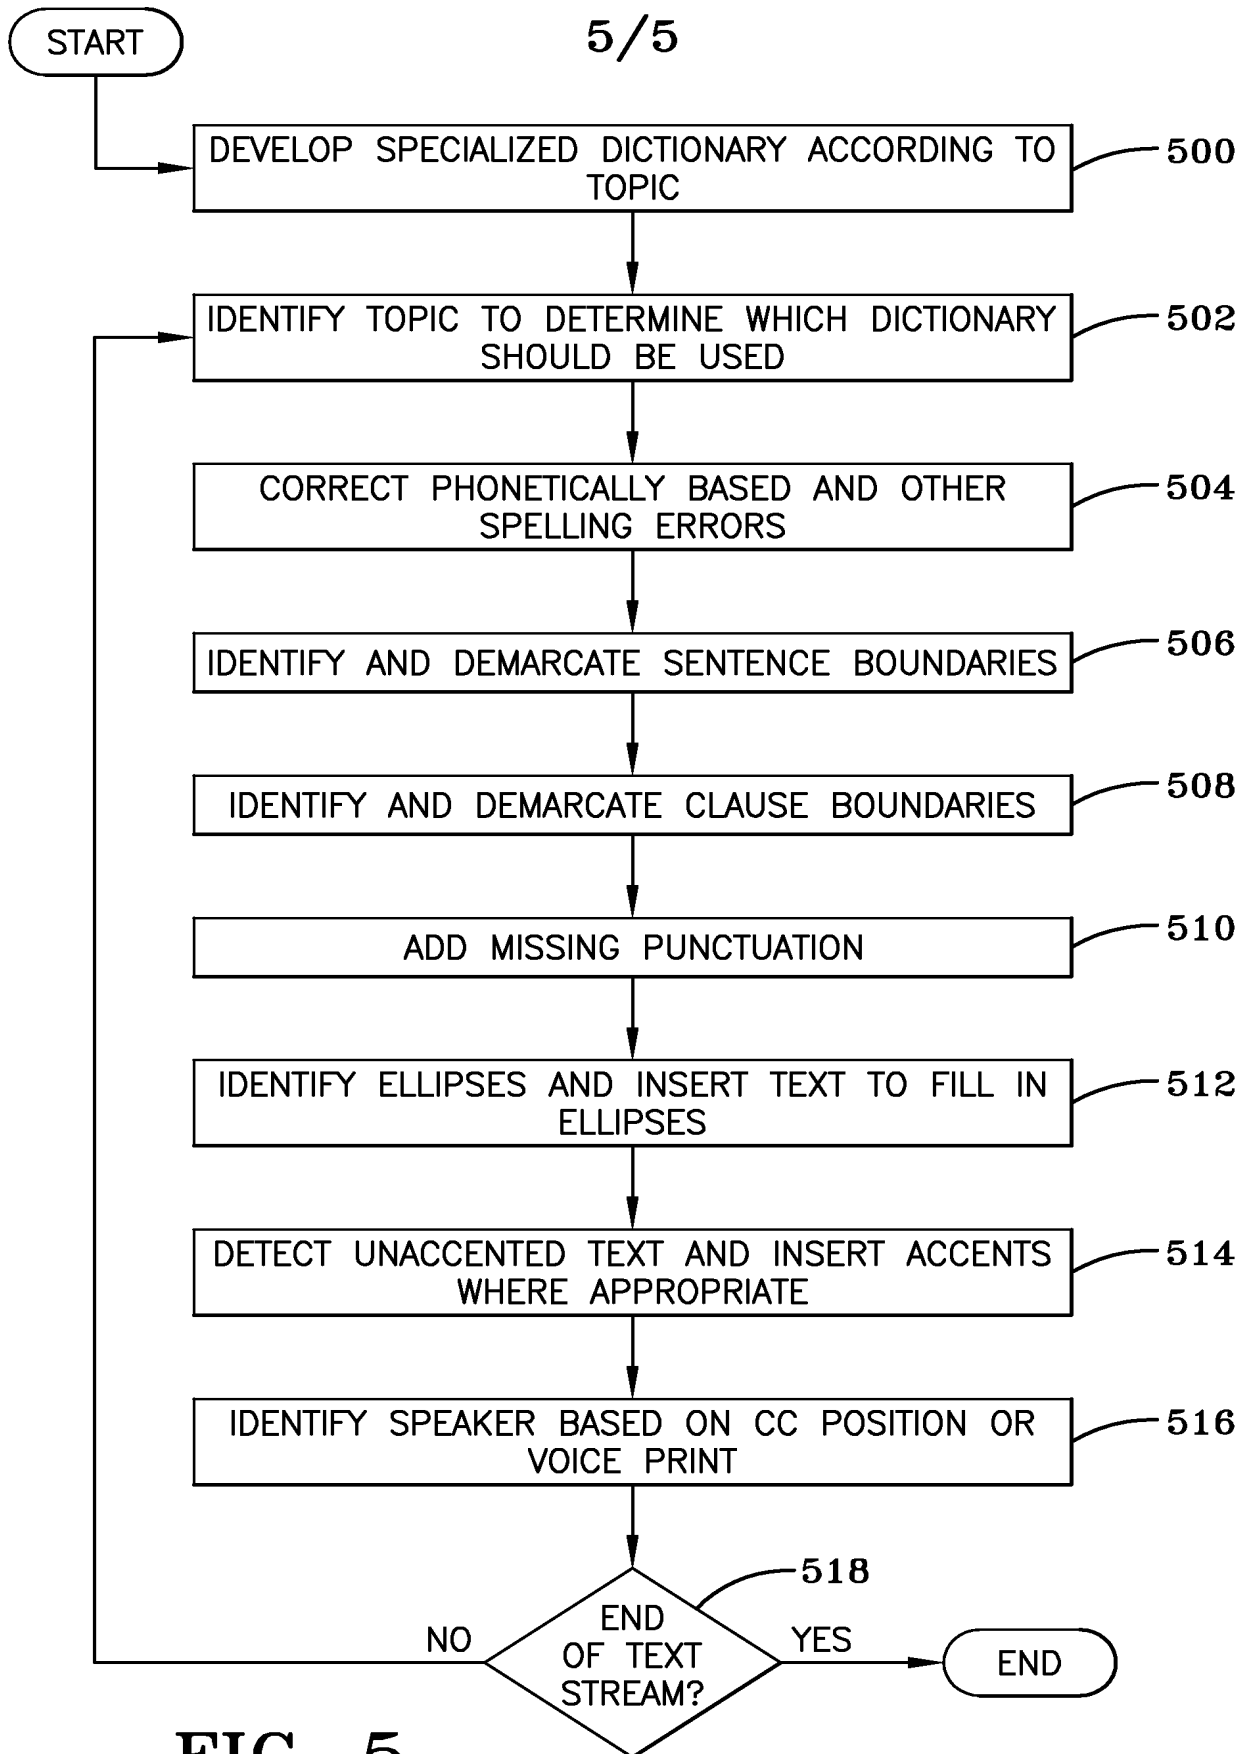 START
5/5
DEVELOP SPECIALIZED DICTIONARY ACCORDING TO
TOPIC
500
IDENTIFY TOPIC TO DETERMINE WHICH DICTIONARY
SHOULD BE USED
502
CORRECT PHONETICALLY BASED AND OTHER
SPELLING ERRORS
504
IDENTIFY AND DEMARCATE SENTENCE BOUNDARIES
506
IDENTIFY AND DEMARCATE CLAUSE BOUNDARIES
508
ADD MISSING PUNCTUATION
510
IDENTIFY ELLIPSES AND INSERT TEXT TO FILL IN
ELLIPSES
512
DETECT UNACCENTED TEXT AND INSERT ACCENTS
WHERE APPROPRIATE
514
IDENTIFY SPEAKER BASED ON CC POSITION OR
VOICE PRINT
516
518
END
OF TEXT
STREAM?
NO
YES
END
FIG. 5